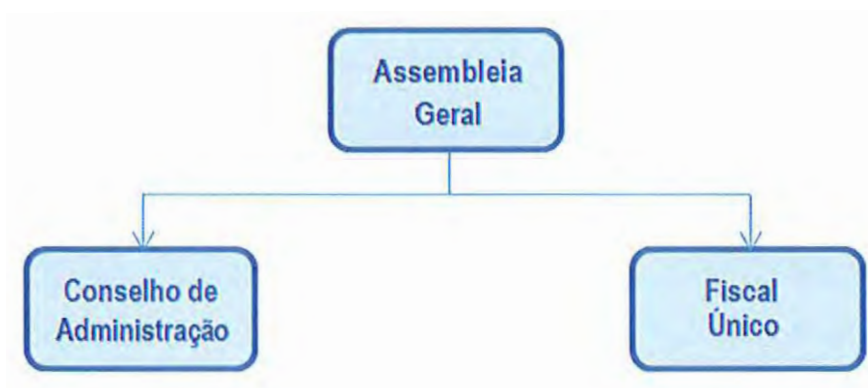 Assembleia
Geral
Conselho de
Administração
Fiscal
Único